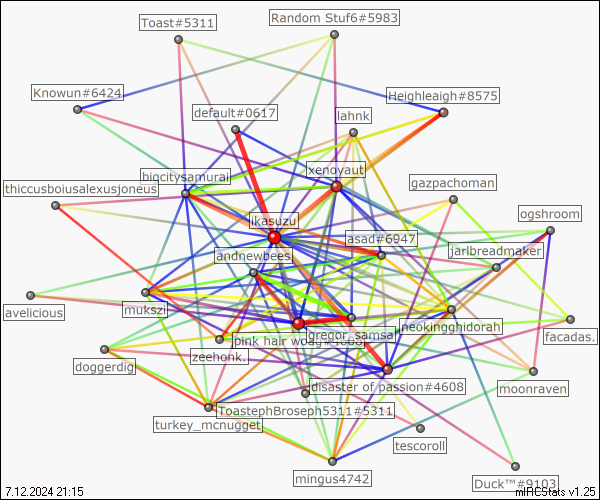 Random Stuf6#5983
Toast#5311
Knowun#6424
Heighleaigh#8575
default#0617
lahnk
bigcitysamurai
xenoyaut
thiccusboiusalexusjoneus
gazpachoman
ikasuzu
ogshroom
asad#6947
andnewbees
jarlbreadmaker
avelicious
mukszi
neokingghidorah
pink hair woag#4088
gregor_samsa
facadas.
zeehonk.
doggerdig
disaster of passion#4608
moonraven
ToastephBroseph5311#5311
turkey_mcnugget
tescoroll
mingus4742
Duck™#9103
7.12.2024 21:15
mIRCStats v1.25